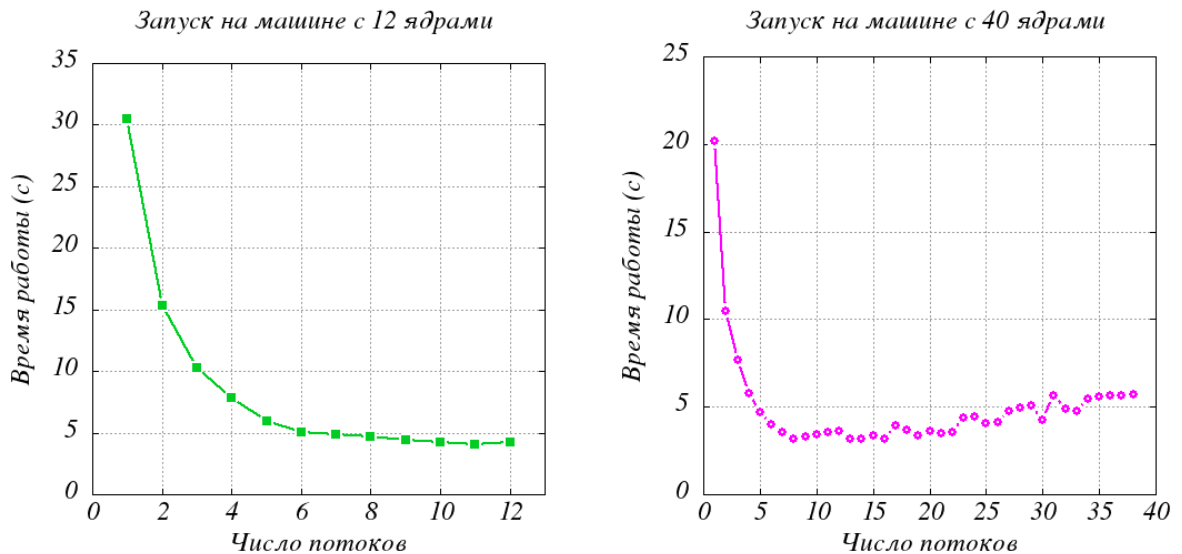 Запуск на машине с 12 ядрами
35
30
25
20
15
10
5
0
0 2 4 6 8 10 12
Время работы (с)
Число потоков
Запуск на машине с 40 ядрами
25
20
15
10
5
0
0 5 10 15 20 25 30 35 40
Время работы (с)
Число потоков